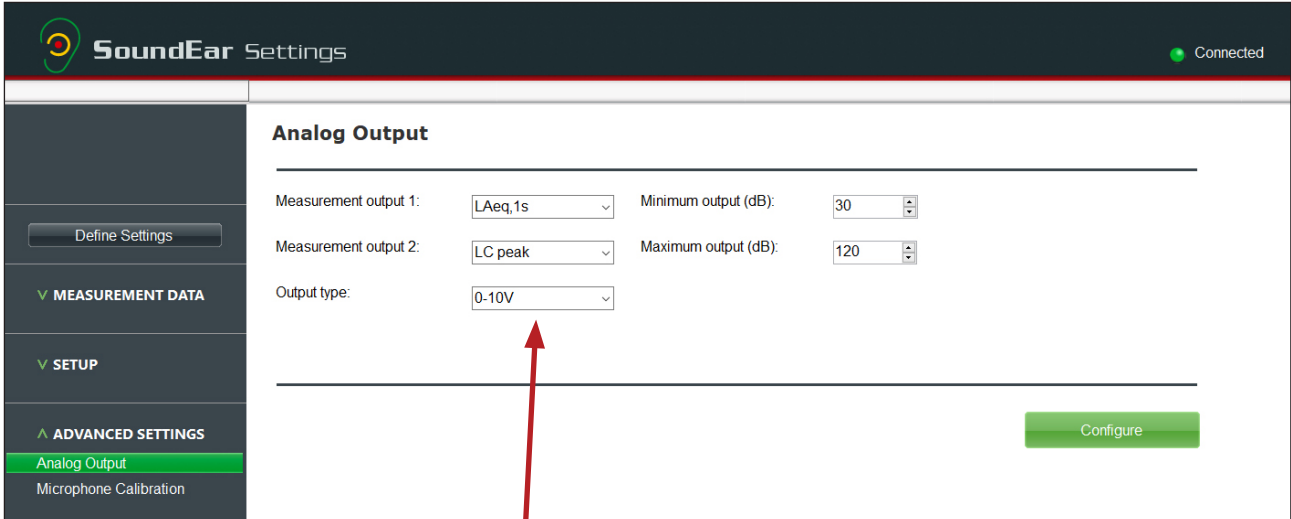 SoundEar Settings
Connected
Analog Output
Measurement output 1: LAeq,1s Minimum output (dB): 30
Define Settings
Measurement output 2: LC peak Maximum output (dB): 120
MEASUREMENT DATA
Output type: 0-10V
SETUP
ADVANCED SETTINGS
Configure
Analog Output
Microphone Calibration